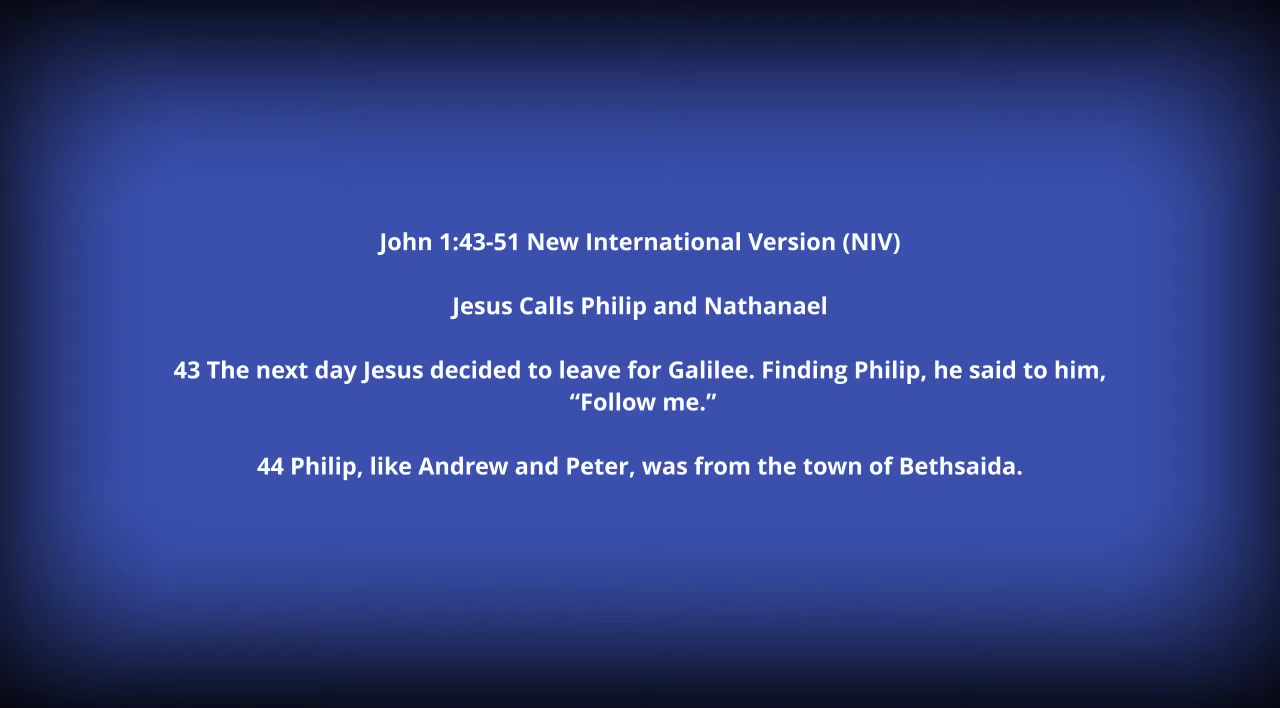 John 1:43-51 New International Version (NIV)
Jesus Calls Philip and Nathanael
43 The next day Jesus decided to leave for Galilee. Finding Philip, he said to him,
“Follow me.”
44 Philip, like Andrew and Peter, was from the town of Bethsaida.